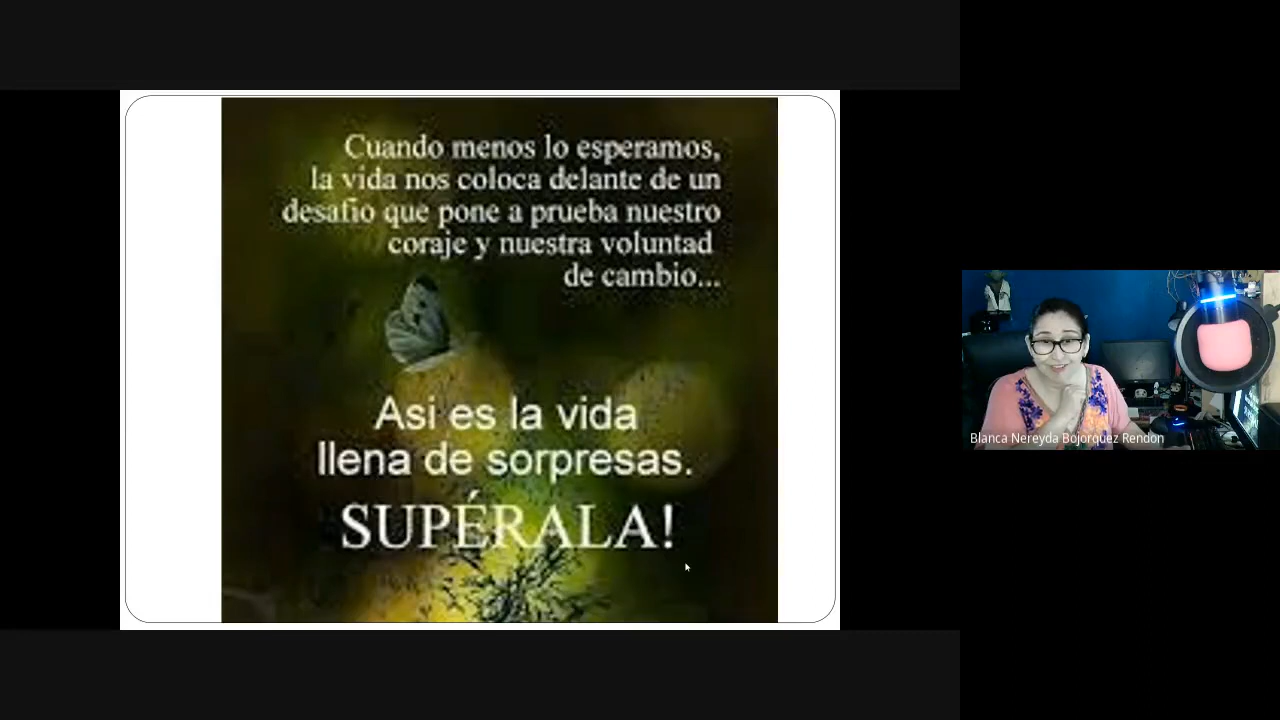 Cuando menos lo esperamos,
la vida nos coloca delante de un
desafio que pone a prueba nuestro
coraje y nuestra voluntad
de cambio...
Asi es la vida
llena de sorpresas.
SUPÉRALA!
Blanca Nereyda Bojorquez Rendon